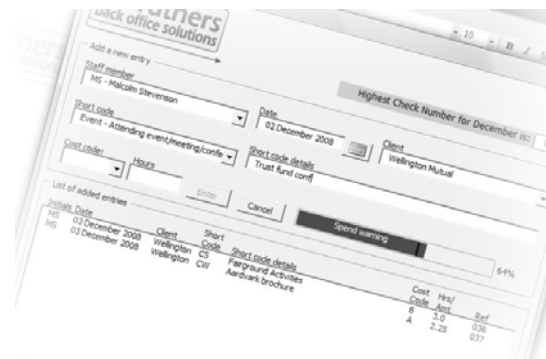 back office solutions
10
B
Add a new entry
Highest Check Number for December is:
Staff member
MS - Malcolm Stevenson
Date
02 December 2008
Client
Wellington Mutual
Short code
Event - Attending event/meeting/confe
Short code details
Trust fund conf
Cost code:
Hours
Enter
Cancel
Spend warning
64%
List of added entries
Initials Date Client Short Code Short code details Cost Code Hrs/ Amt Ref
MS 03 December 2008 Wellington CS Fairground Activities B 3.0 036
MS 03 December 2008 Wellington CW Aardvark brochure A 2.25 037